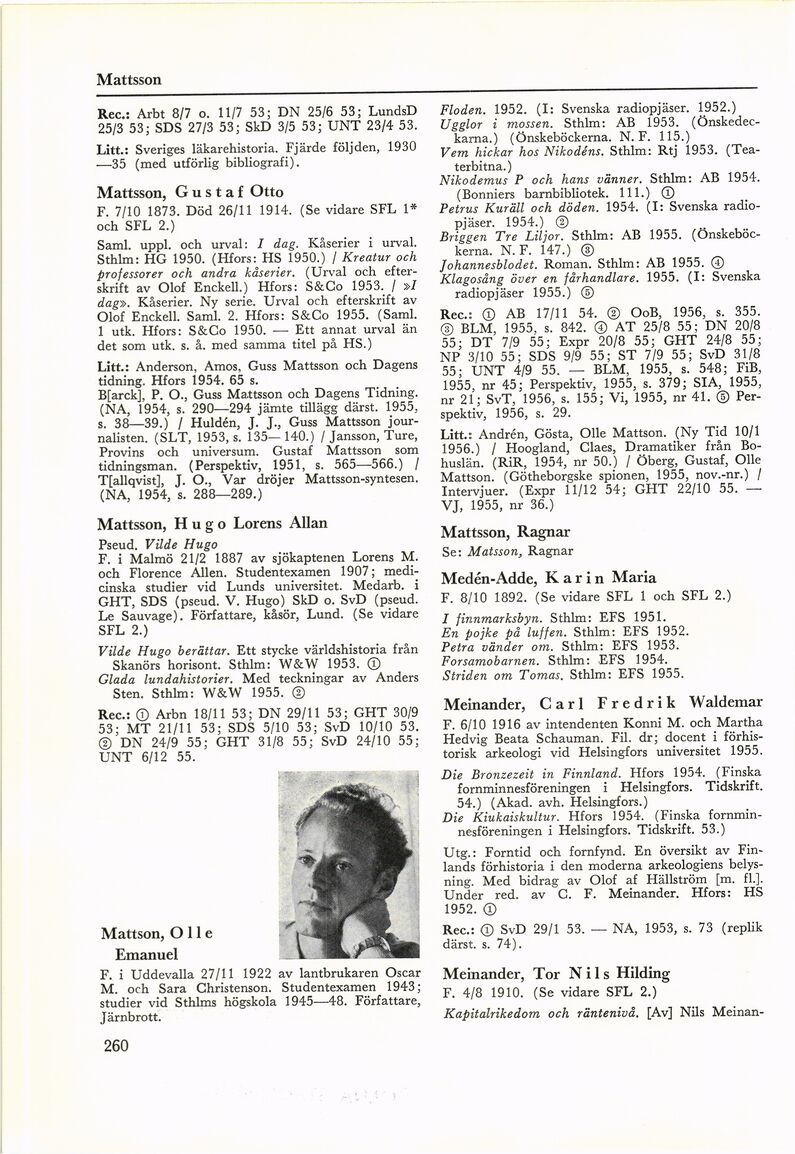 Mattsson
Rec.: Arbt 8/7 o. 11/7 53; DN 25/6 53; LundsD
25/3 53; SDS 27/3 53; SkD 3/5 53; UNT 23/4 53.
Litt.: Sveriges läkarehistoria. Fjärde följden, 1930
—35 (med utförlig bibliografi).
Mattsson, Gustaf Otto
F. 7/10 1873. Död 26/11 1914. (Se vidare SFL 1*
och SFL 2.)
Saml. uppl. och urval: I dag. Kåserier i urval.
Sthlm: HG 1950. (Hfors: HS 1950.) / Kreatur och
professorer och andra kåserier. (Urval och efter-
skrift av Olof Enckell.) Hfors: S&Co 1953. / »I
dag». Kåserier. Ny serie. Urval och efterskrift av
Olof Enckell. Saml. 2. Hfors: S&Co 1955. (Saml.
1 utk. Hfors: S&Co 1950. — Ett annat urval än
det som utk. s. å. med samma titel på HS.)
Litt.: Anderson, Amos, Guss Mattsson och Dagens
tidning. Hfors 1954. 65 s.
B[arck], P. O., Guss Mattsson och Dagens Tidning.
(NA, 1954, s. 290—294 jämte tillägg därst. 1955,
s. 38—39.) / Huldén, J. J., Guss Mattsson jour-
nalisten. (SLT, 1953, s. 135—140.) / Jansson, Ture,
Provins och universum. Gustaf Mattsson som
tidningsman. (Perspektiv, 1951, s. 565—566.) /
T[allqvist], J. O., Var dröjer Mattsson-syntesen.
(NA, 1954, s. 288—289.)
Mattsson, Hugo Lorens Allan
Pseud. Vilde Hugo
F. i Malmö 21/2 1887 av sjökaptenen Lorens M.
och Florence Allen. Studentexamen 1907; medi-
cinska studier vid Lunds universitet. Medarb. i
GHT, SDS (pseud. V. Hugo) SkD o. SvD (pseud.
Le Sauvage). Författare, kåsör, Lund. (Se vidare
SFL 2.)
Vilde Hugo berättar. Ett stycke världshistoria från
Skanörs horisont. Sthlm: W&W 1953. ①
Glada lundahistorier. Med teckningar av Anders
Sten. Sthlm: W&W 1955. ②
Rec.: ① Arbn 18/11 53; DN 29/11 53; GHT 30/9
53; MT 21/11 53; SDS 5/10 53; SvD 10/10 53.
② DN 24/9 55; GHT 31/8 55; SvD 24/10 55;
UNT 6/12 55.
Mattson, Olle
Emanuel
F. i Uddevalla 27/11 1922 av lantbrukaren Oscar
M. och Sara Christenson. Studentexamen 1943;
studier vid Sthlms högskola 1945—48. Författare,
Järnbrott.
260
Floden. 1952. (I: Svenska radiopjäser. 1952.)
Ugglor i mossen. Sthlm: AB 1953. (Önskedec-
karna.) (Önskeböckerna. N. F. 115.)
Vem hickar hos Nikodéns. Sthlm: Rtj 1953. (Tea-
terbitna.)
Nikodemus P och hans vänner. Sthlm: AB 1954.
(Bonniers barnbibliotek. 111.) ①
Petrus Kuräll och döden. 1954. (I: Svenska radio-
pjäser. 1954.) ②
Briggen Tre Liljor. Sthlm: AB 1955. (Önskeböc-
kerna. N. F. 147.) ③
Johannesblodet. Roman. Sthlm: AB 1955. ④
Klagosång över en fårhandlare. 1955. (I: Svenska
radiopjäser 1955.) ⑤
Rec.: ① AB 17/11 54. ② OoB, 1956, s. 355.
③ BLM, 1955, s. 842. ④ AT 25/8 55; DN 20/8
55; DT 7/9 55; Expr 20/8 55; GHT 24/8 55;
NP 3/10 55; SDS 9/9 55; ST 7/9 55; SvD 31/8
55; UNT 4/9 55. — BLM, 1955, s. 548; FiB,
1955, nr 45; Perspektiv, 1955, s. 379; SIA, 1955,
nr 21; SvT, 1956, s. 155; Vi, 1955, nr 41. ⑤ Per-
spektiv, 1956, s. 29.
Litt.: Andrén, Gösta, Olle Mattson. (Ny Tid 10/1
1956.) / Hoogland, Claes, Dramatiker från Bo-
huslän. (RiR, 1954, nr 50.) / Öberg, Gustaf, Olle
Mattson. (Götheborgske spionen, 1955, nov.-nr.) /
Intervjuer. (Expr 11/12 54; GHT 22/10 55. —
VJ, 1955, nr 36.)
Mattsson, Ragnar
Se: Matsson, Ragnar
Medén-Adde, Karin Maria
F. 8/10 1892. (Se vidare SFL 1 och SFL 2.)
I finnmarksbyn. Sthlm: EFS 1951.
En pojke på luffen. Sthlm: EFS 1952.
Petra vänder om. Sthlm: EFS 1953.
Forsamobarnen. Sthlm: EFS 1954.
Striden om Tomas. Sthlm: EFS 1955.
Meinander, Carl Fredrik Waldemar
F. 6/10 1916 av intendenten Konni M. och Martha
Hedvig Beata Schauman. Fil. dr; docent i förhis-
torisk arkeologi vid Helsingfors universitet 1955.
Die Bronzezeit in Finnland. Hfors 1954. (Finska
fornminnesföreningen i Helsingfors. Tidskrift.
54.) (Akad. avh. Helsingfors.)
Die Kiukaiskultur. Hfors 1954. (Finska fornmin-
nesföreningen i Helsingfors. Tidskrift. 53.)
Utg.: Forntid och fornfynd. En översikt av Fin-
lands förhistoria i den moderna arkeologiens belys-
ning. Med bidrag av Olof af Hällström [m. fl.].
Under red. av C. F. Meinander. Hfors: HS
1952. ①
Rec.: ① SvD 29/1 53. — NA, 1953, s. 73 (replik
därst. s. 74).
Meinander, Tor Nils Hilding
F. 4/8 1910. (Se vidare SFL 2.)
Kapitalrikedom och räntenivå. [Av] Nils Meinan-